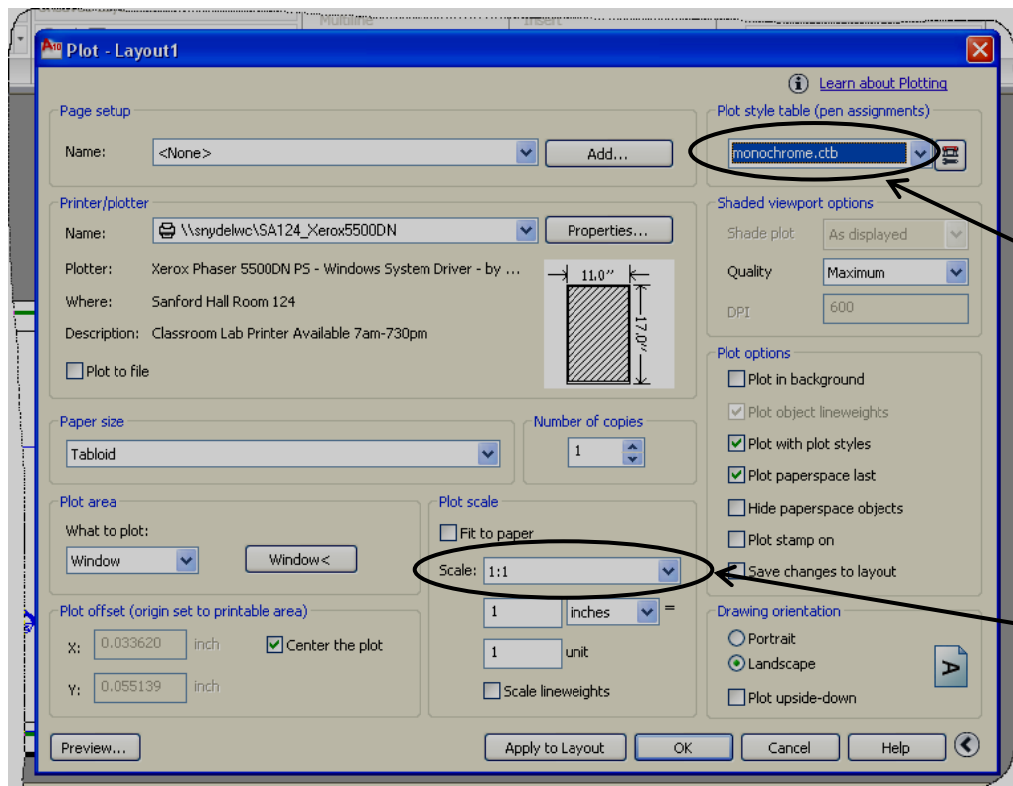 Multiline
Insert
Plot - Layout1
Learn about Plotting
Page setup
Name:
<None>
Add...
Plot style table (pen assignments)
monochrome.ctb
Printer/plotter
Name:
\\snydelwc\SA124_Xerox5500DN
Properties...
Plotter:
Xerox Phaser 5500DN PS - Windows System Driver - by ...
Where:
Sanford Hall Room 124
Description:
Classroom Lab Printer Available 7am-730pm
Plot to file
11.0''
17.0''
Shaded viewport options
Shade plot
As displayed
Quality
Maximum
DPI
600
Paper size
Tabloid
Number of copies
1
Plot options
Plot in background
Plot object lineweights
Plot with plot styles
Plot paperspace last
Hide paperspace objects
Plot stamp on
Save changes to layout
Plot area
What to plot:
Window
Window<
Plot scale
Fit to paper
Scale:
1:1
1
inches
=
1
unit
Scale lineweights
Plot offset (origin set to printable area)
X:
0.033620
inch
Center the plot
Y:
0.055139
inch
Drawing orientation
Portrait
Landscape
Plot upside-down
A
Preview...
Apply to Layout
OK
Cancel
Help